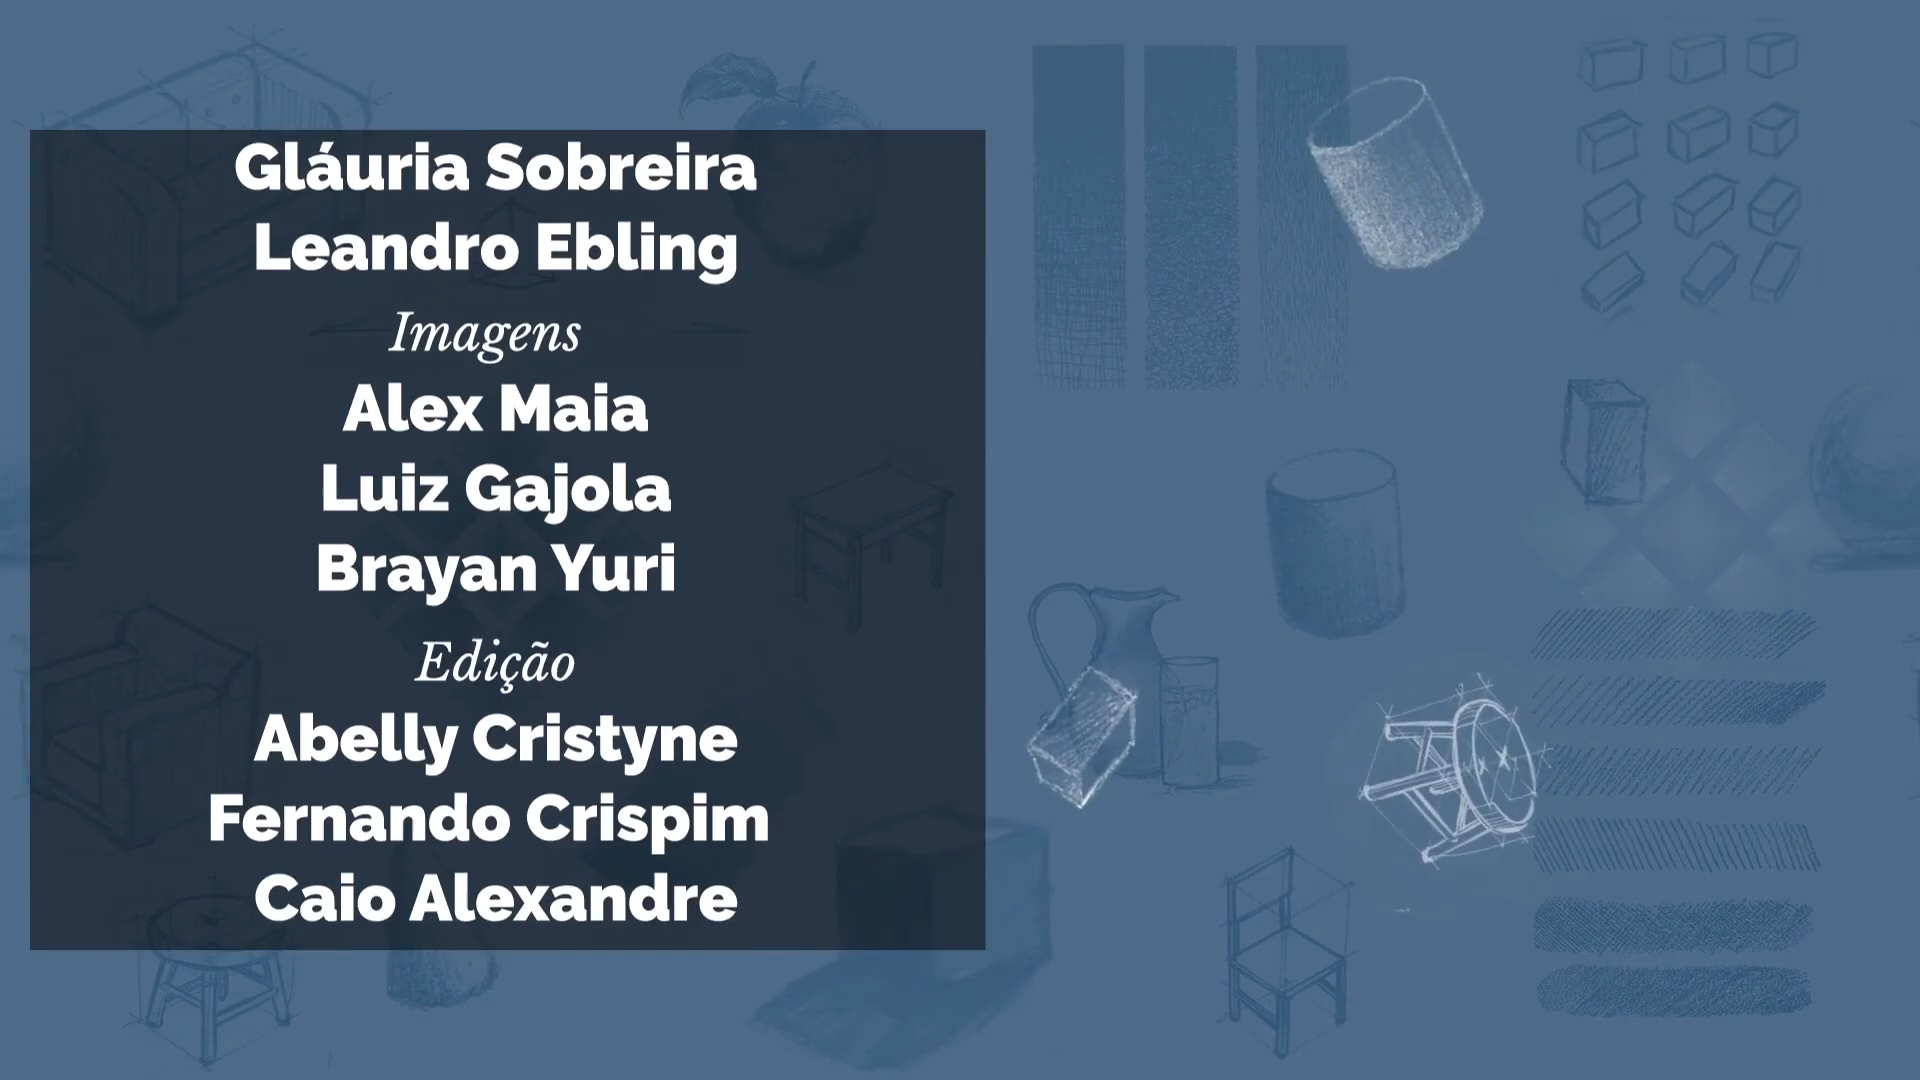 Gláuria Sobreira
Leandro Ebling
Imagens
Alex Maia
Luiz Gajola
Brayan Yuri
Edição
Abelly Cristyne
Fernando Crispim
Caio Alexandre